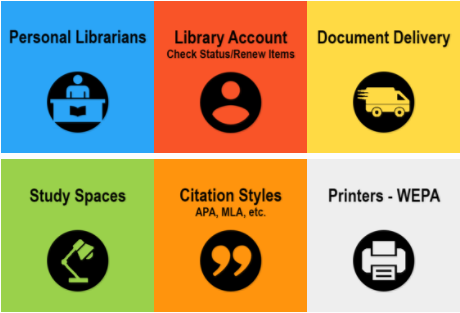 Personal Librarians
Library Account
Check Status/Renew Items
Document Delivery
Study Spaces
Citation Styles
APA, MLA, etc.
Printers - WEPA